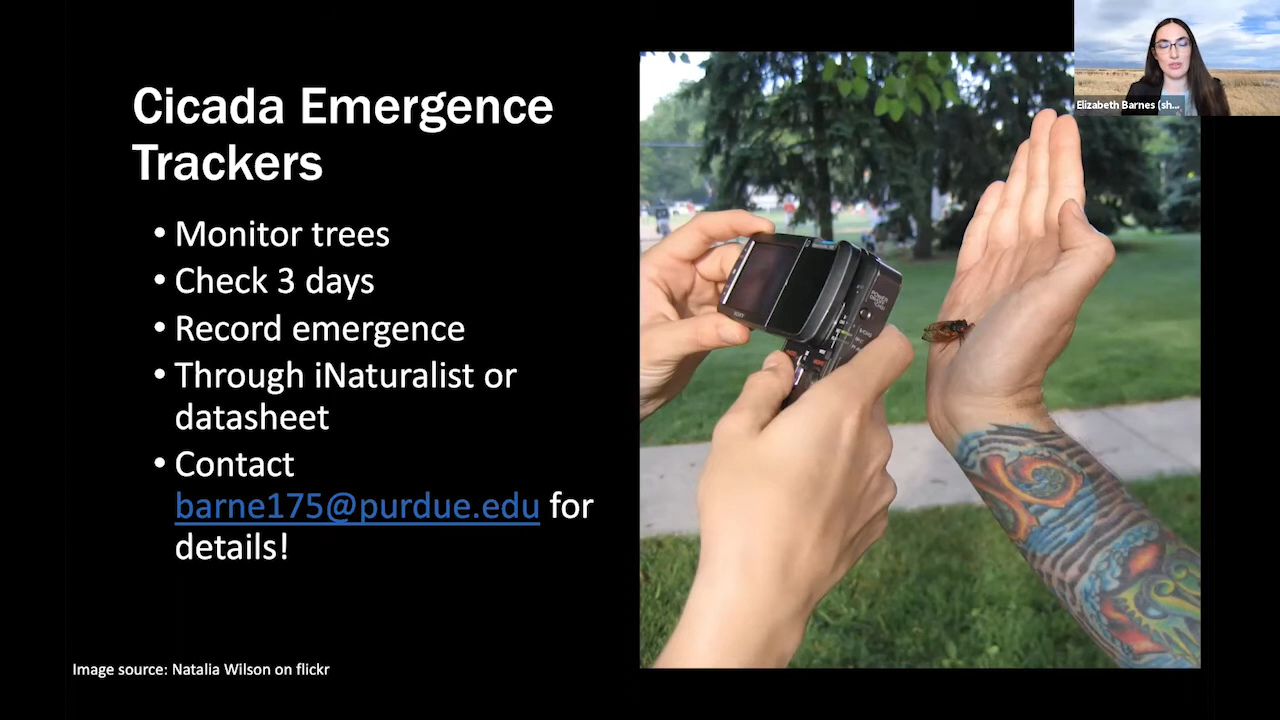 Cicada Emergence
Trackers
• Monitor trees
• Check 3 days
• Record emergence
• Through iNaturalist or
datasheet
• Contact
barne175@purdue.edu for
details!
Image source: Natalia Wilson on flickr
Elizabeth Barnes (sh...
SONY